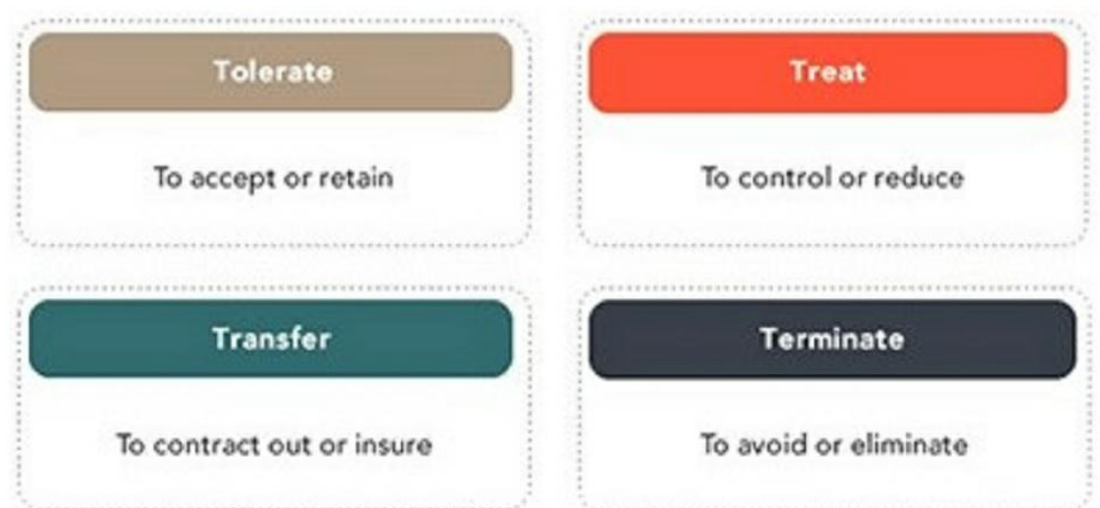 Tolerate
To accept or retain
Treat
To control or reduce
Transfer
To contract out or insure
Terminate
To avoid or eliminate